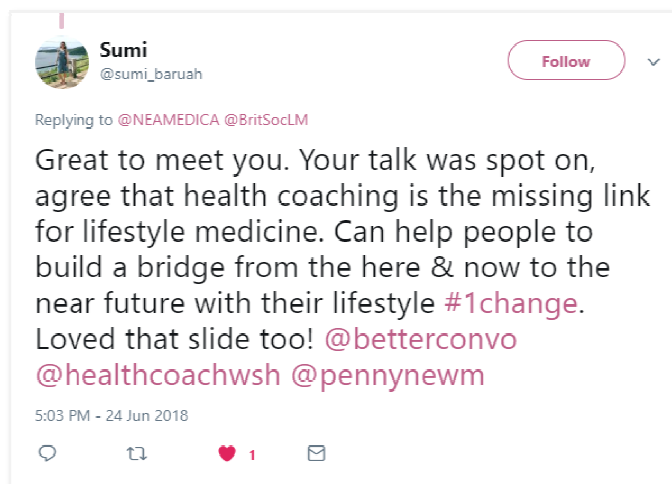 Sumi
@sumi_baruah
Follow
Replying to @NEAMEDICA @BritSocLM
Great to meet you. Your talk was spot on,
agree that health coaching is the missing link
for lifestyle medicine. Can help people to
build a bridge from the here & now to the
near future with their lifestyle #1change.
Loved that slide too! @betterconvo
@healthcoachwsh @pennynewm
5:03 PM - 24 Jun 2018
1